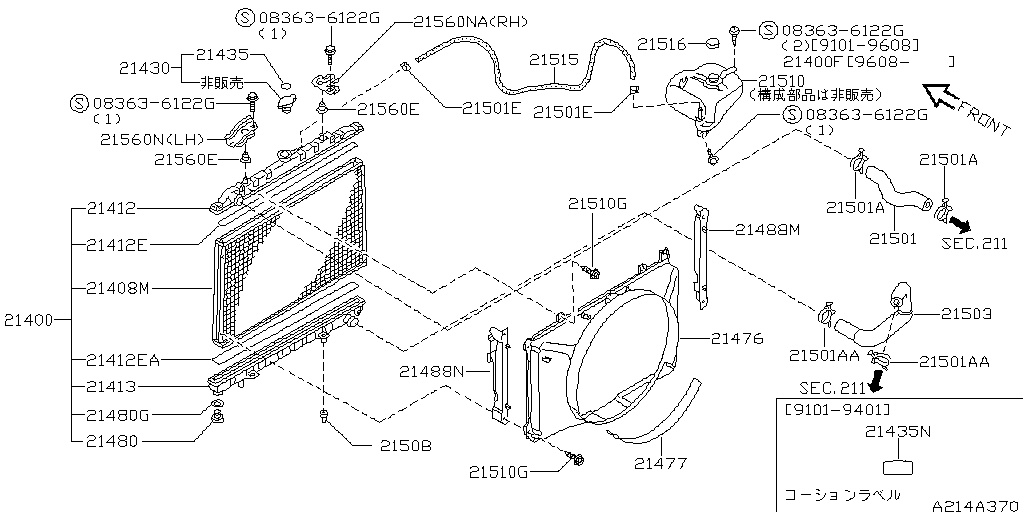 Ⓢ08363-6122G
(1)
21560NA(RH)
21435
21430
非販売
Ⓢ08363-6122G
(1)
21560N(LH)
21560E
21560E
21501E
21515
21501E
21516
Ⓢ08363-6122G
(2)[9101-9608]
21400F[9608-      ]
21510
(構成部品は非販売)
Ⓢ08363-6122G
(1)
FRONT
21501A
21501A
21501
SEC.211
21412
21412E
21408M
21400
21412EA
21413
21480G
21480
21510G
21488M
21503
21476
21501AA
21501AA
SEC.211
21488N
2150B
21510G
21477
[9101-9401]
21435N
コーションラベル
A214A370